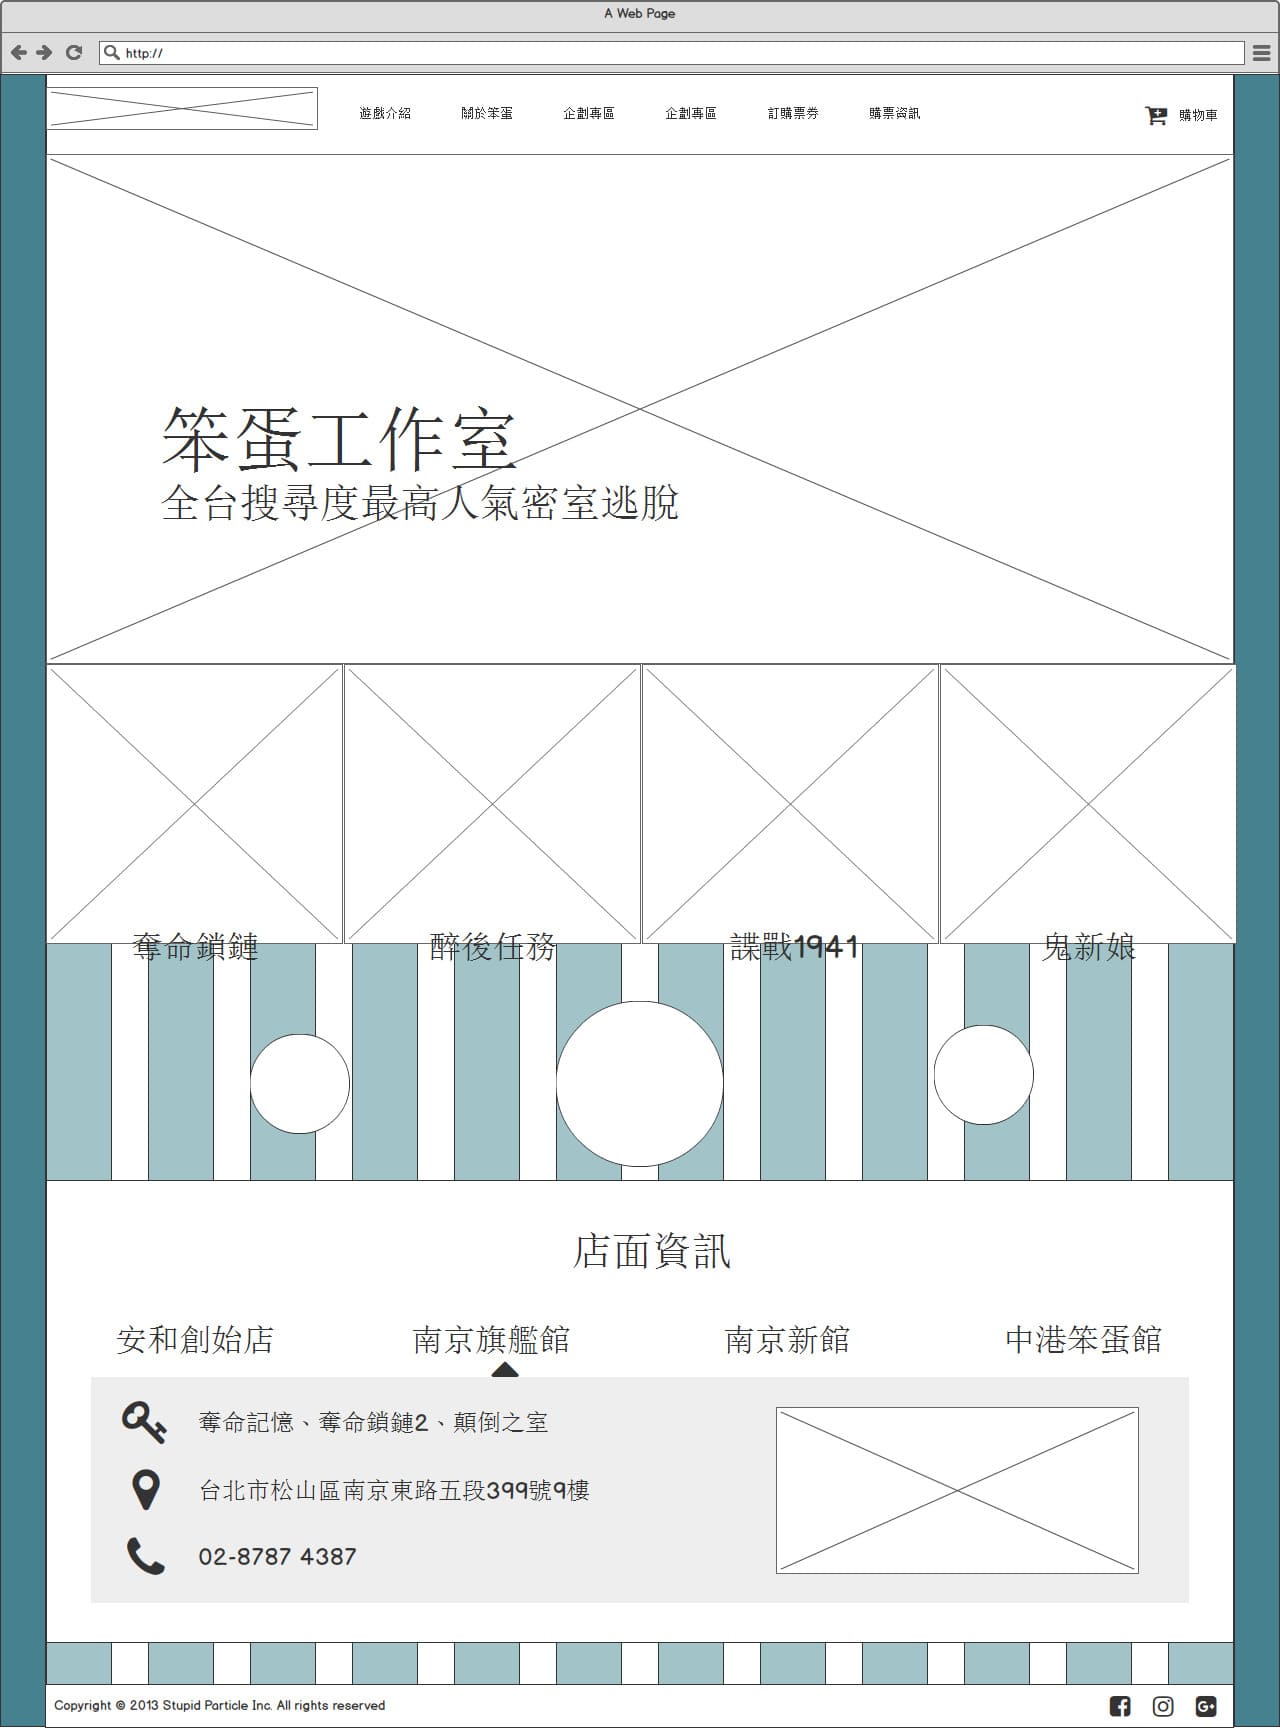 A Web Page
http://
遊戲介紹 關於笨蛋 企劃專區 企劃專區 訂購票券 購票資訊 購物車
笨蛋工作室
全台搜尋度最高人氣密室逃脫
奪命鎖鏈 醉後任務 諜戰1941 鬼新娘
店面資訊
安和創始店 南京旗艦館 南京新館 中港笨蛋館
奪命記憶、奪命鎖鏈2、顛倒之室
台北市松山區南京東路五段399號9樓
02-8787 4387
Copyright © 2013 Stupid Particle Inc. All rights reserved